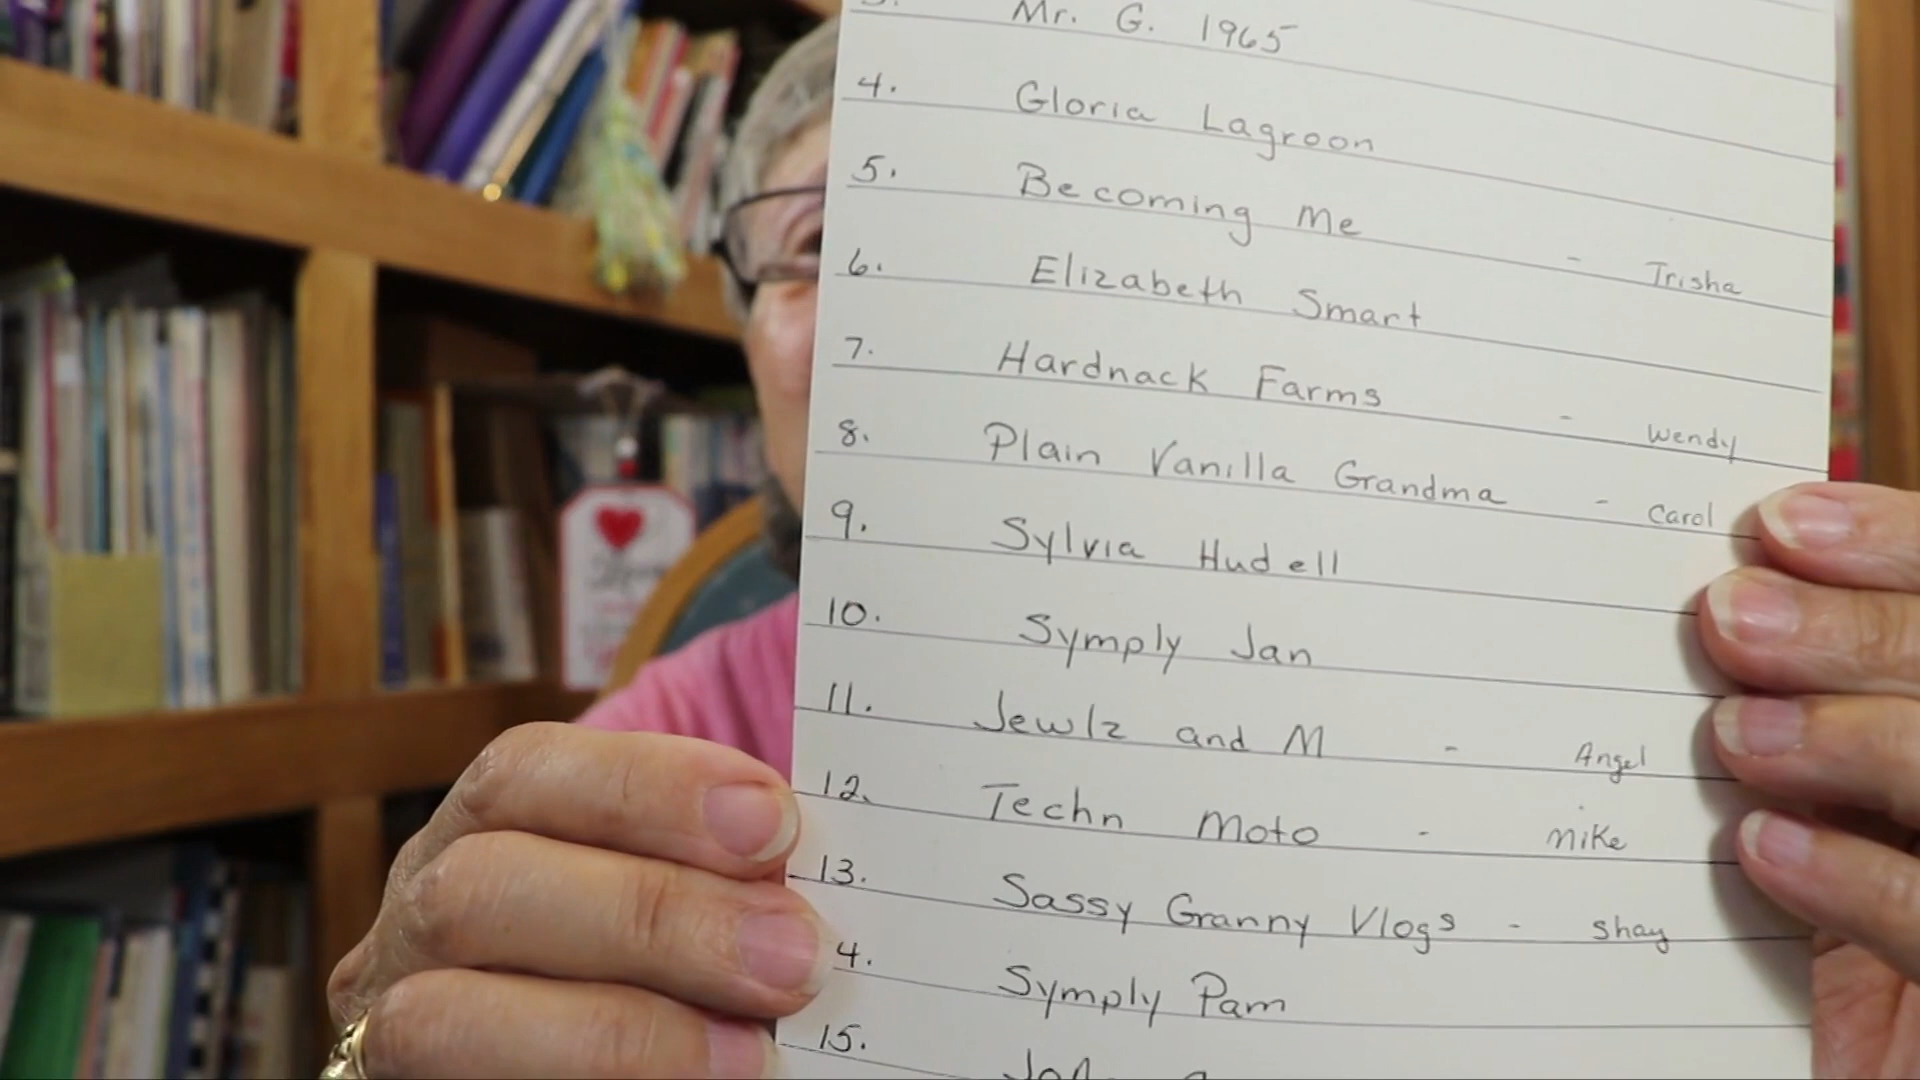 3. Mr. G. 1965
4. Gloria Lagroon
5. Becoming Me - Trisha
6. Elizabeth Smart
7. Hardnack Farms - Wendy
8. Plain Vanilla Grandma - Carol
9. Sylvia Hudell
10. Symply Jan
11. Jewlz and M - Angel
12. Techn Moto - Mike
13. Sassy Granny Vlogs - Shay
4. Symply Pam
15.